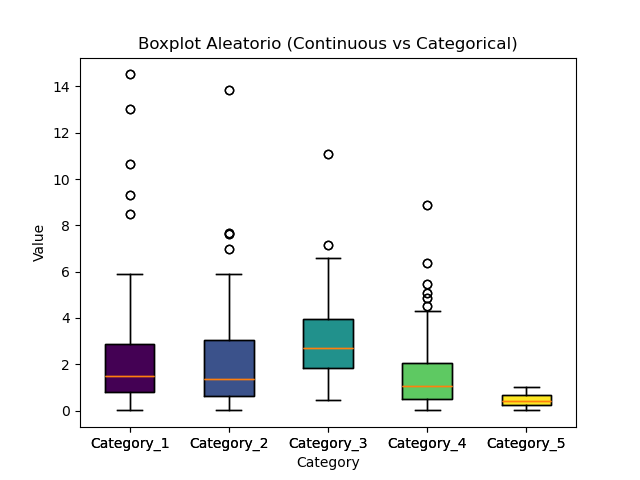 Boxplot Aleatorio (Continuous vs Categorical)
14
12
10
8
6
4
2
0
Value
Category_1 Category_2 Category_3 Category_4 Category_5
Category